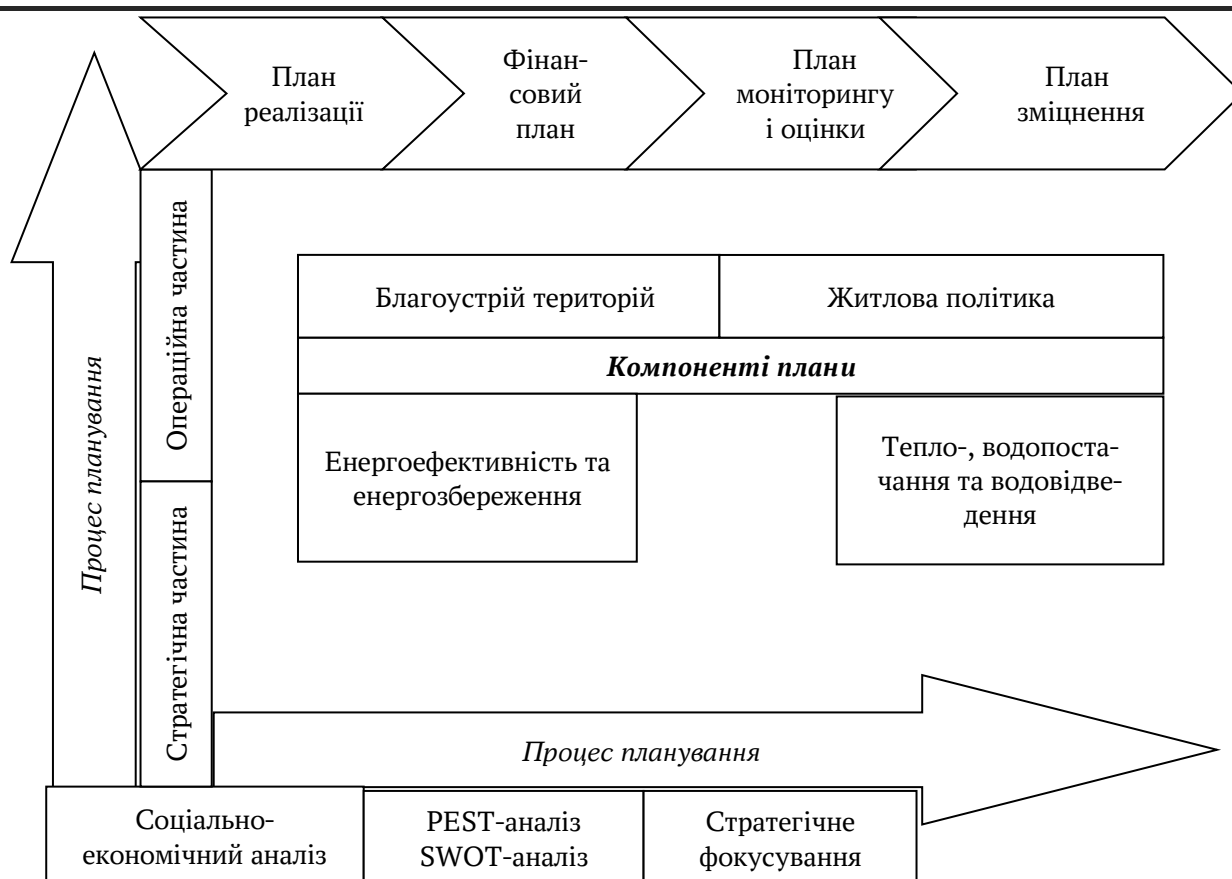 План
реалізації
Фінан-
совий
план
План
моніторингу
і оцінки
План
зміцнення
Процес планування
Операційна частина
Стратегічна частина
Благоустрій територій
Житлова політика
Компоненті плани
Енергоефективність та
енергозбереження
Тепло-, водопоста-
чання та водовідве-
дення
Процес планування
Соціально-
економічний аналіз
PEST-аналіз
SWOT-аналіз
Стратегічне
фокусування